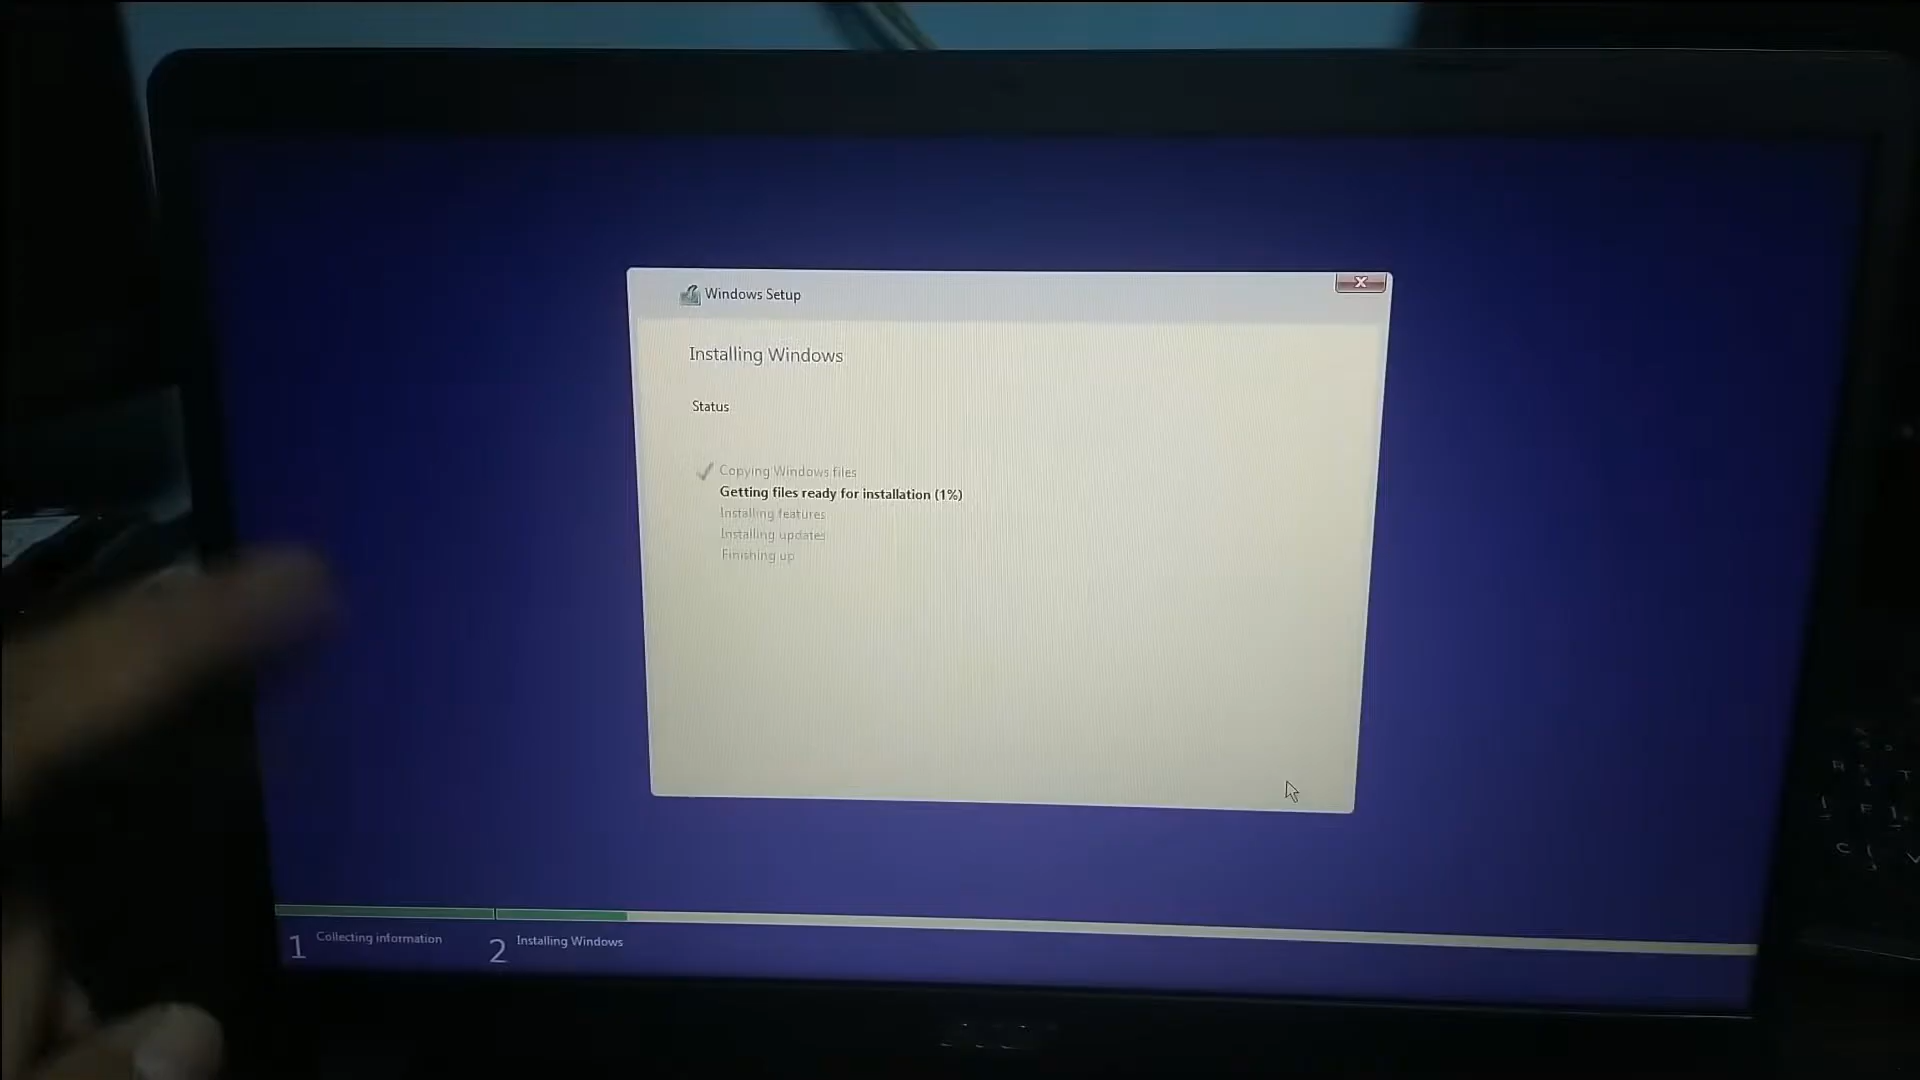 Windows Setup
Installing Windows
Status
Copying Windows files
Getting files ready for installation (1%)
Installing features
Installing updates
Finishing up
1 Collecting information
2 Installing Windows